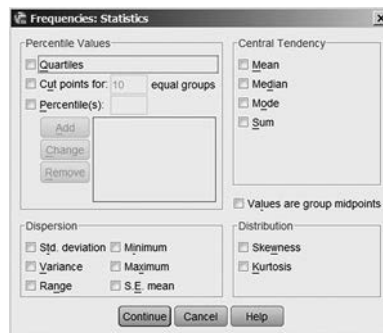 Frequencies: Statistics
Percentile Values
Quartiles
Cut points for: 10 equal groups
Percentile(s):
Add
Change
Remove
Central Tendency
Mean
Median
Mode
Sum
Values are group midpoints
Dispersion
Std. deviation Minimum
Variance Maximum
Range S.E. mean
Distribution
Skewness
Kurtosis
Continue Cancel Help